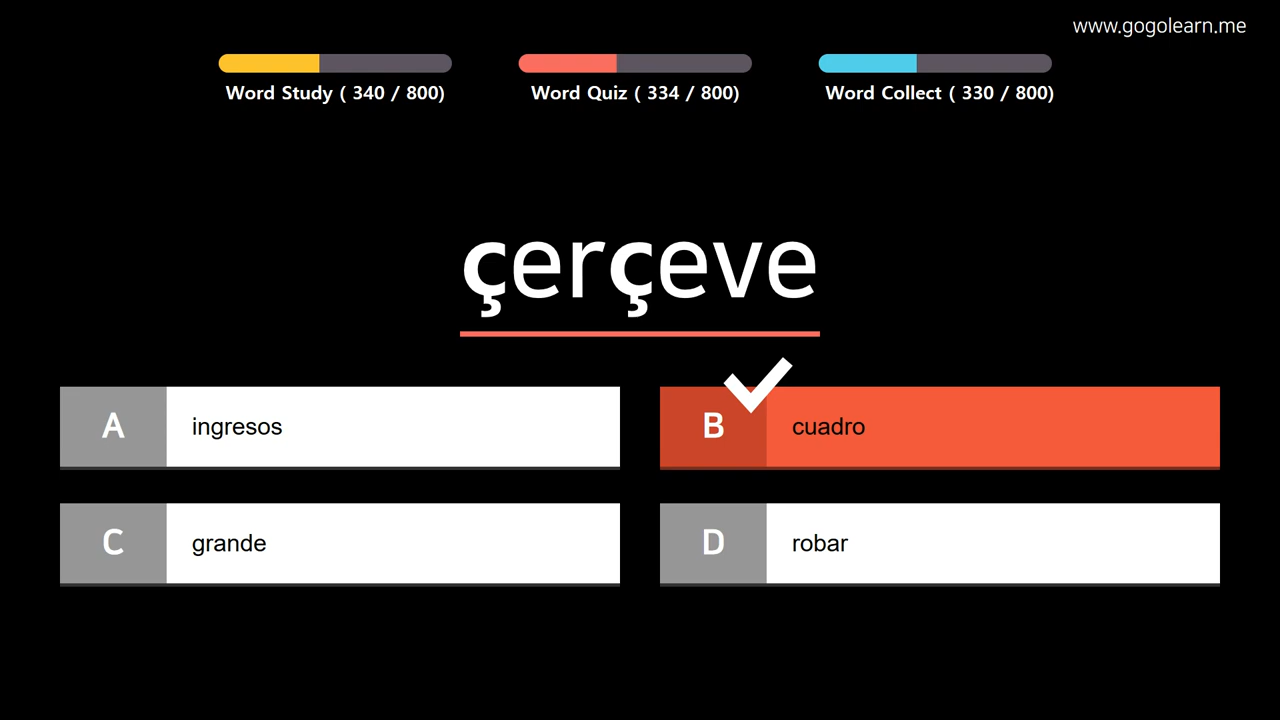 www.gogolearn.me
Word Study ( 340 / 800)
Word Quiz ( 334 / 800)
Word Collect ( 330 / 800)
çerçeve
A ingresos
B cuadro
C grande
D robar